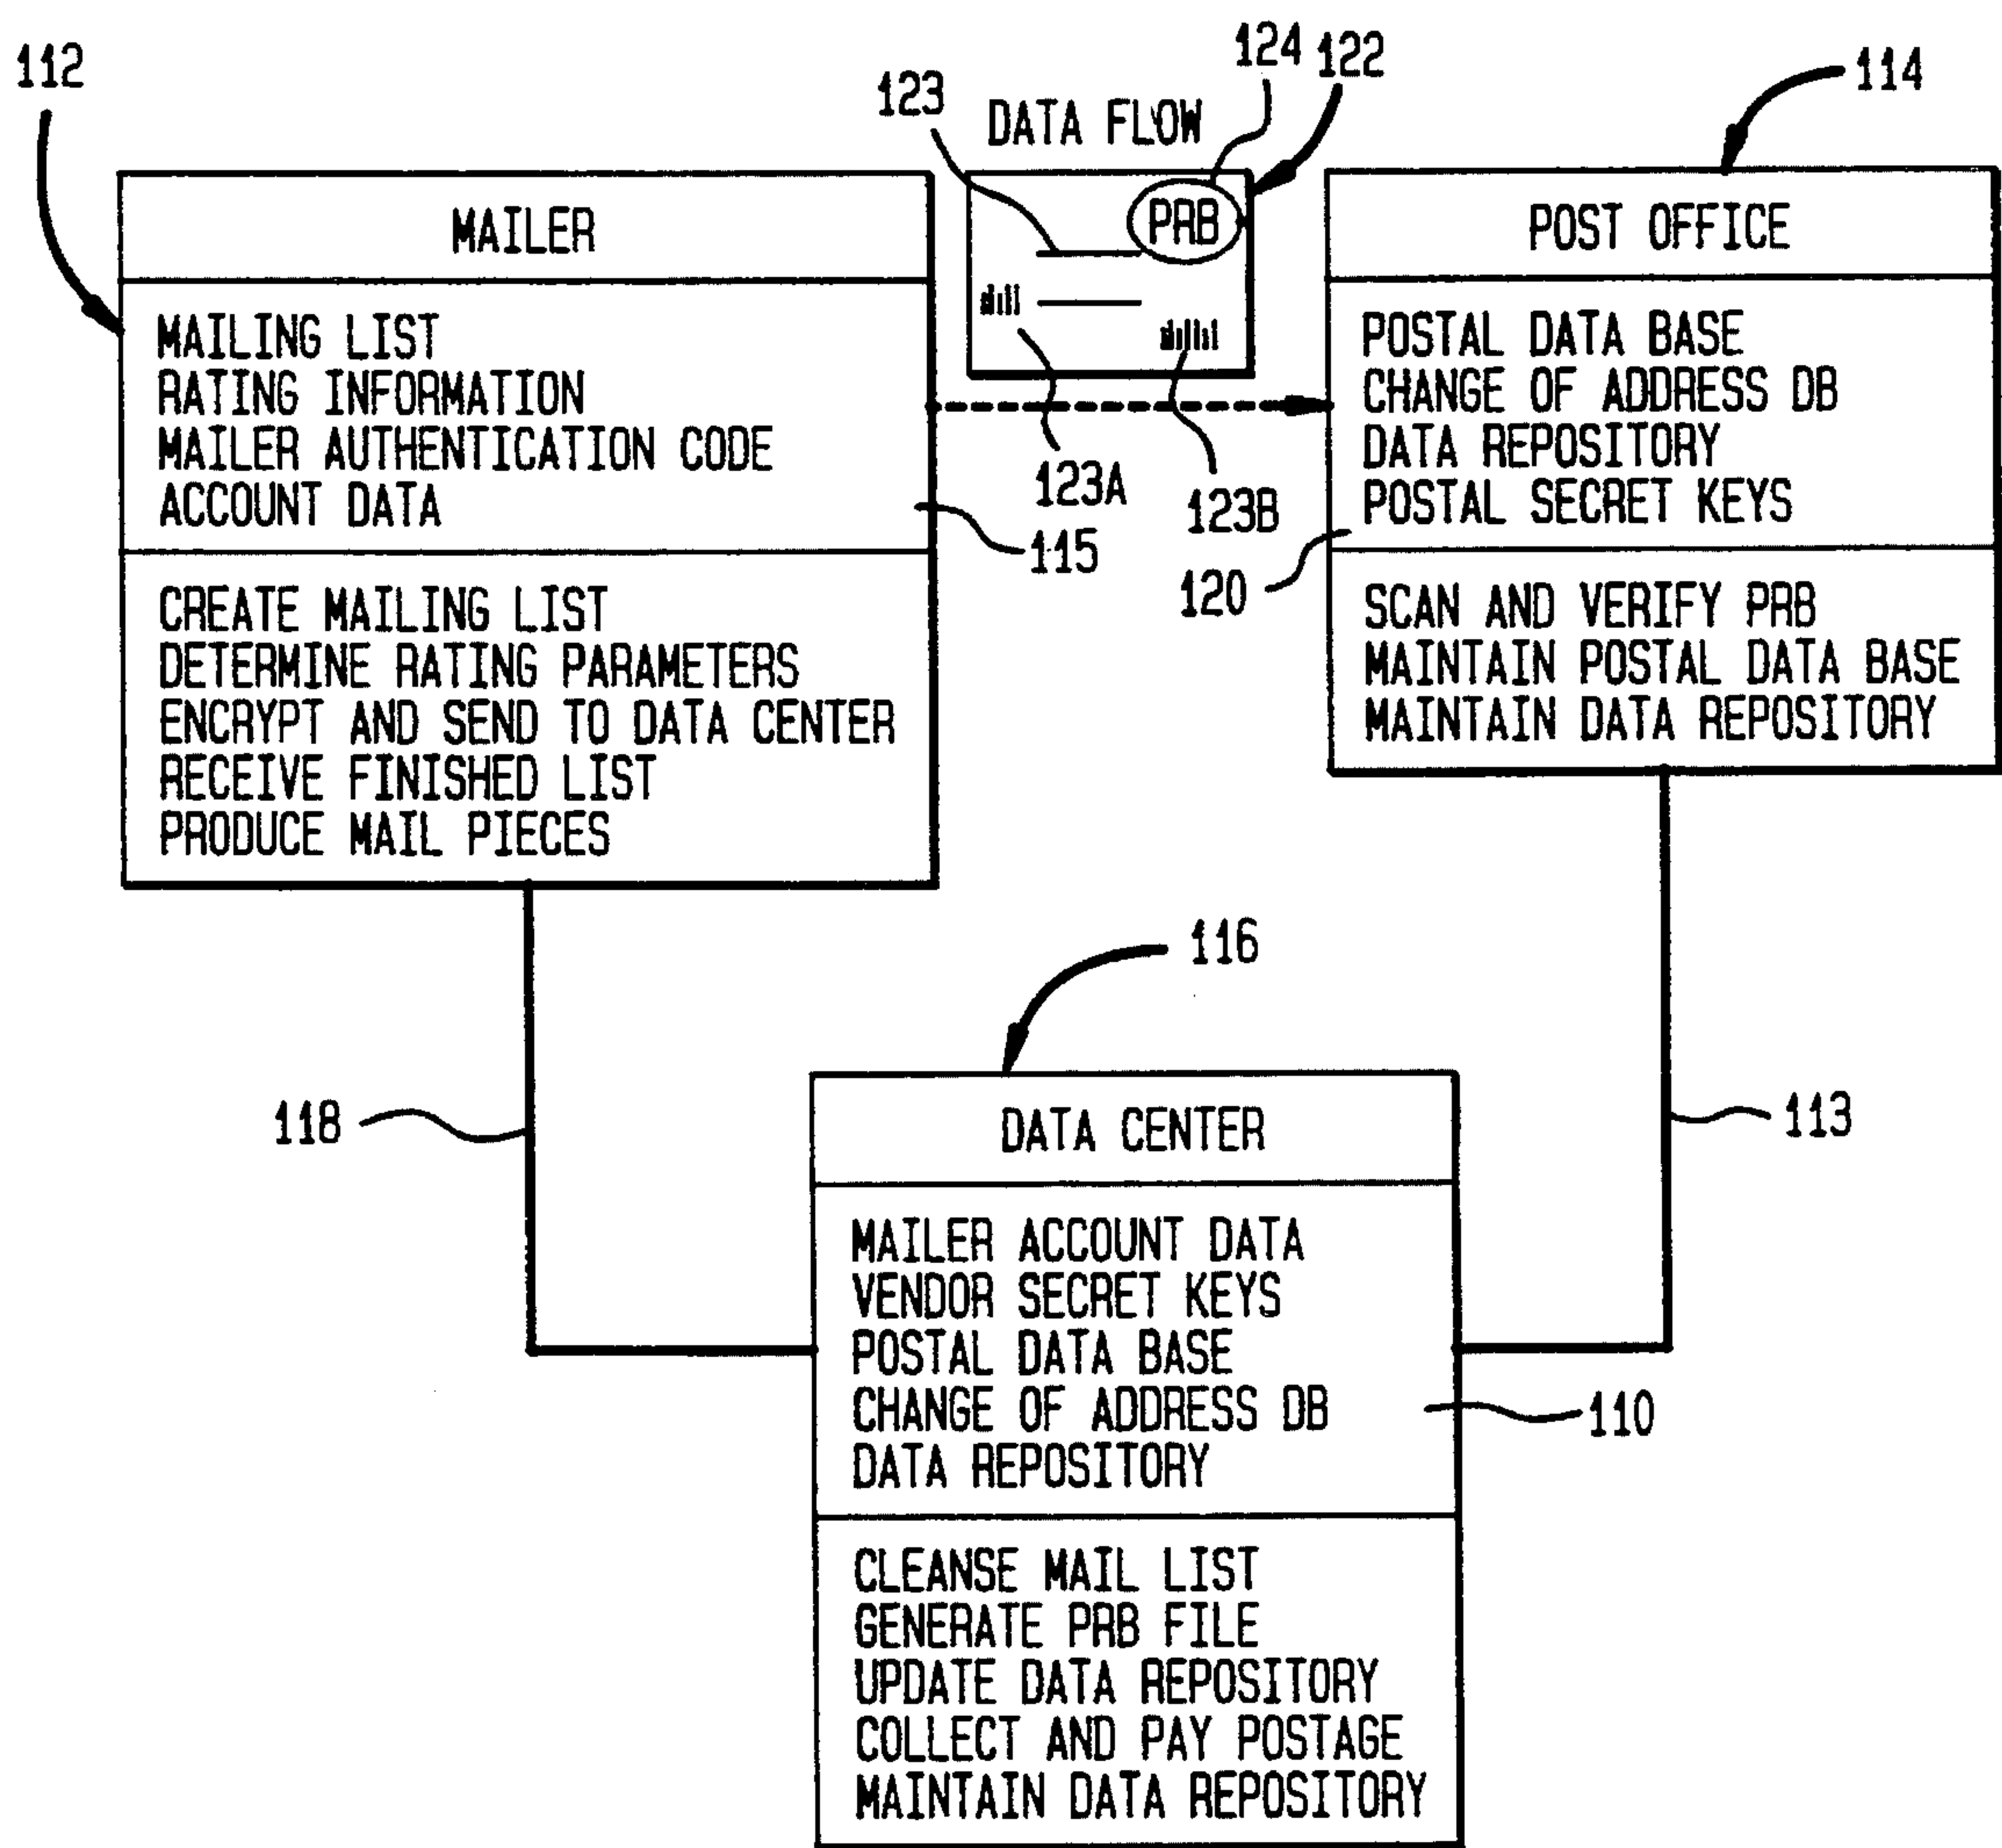 112
123
DATA FLOW
124
122
114
MAILER
MAILING LIST
RATING INFORMATION
MAILER AUTHENTICATION CODE
ACCOUNT DATA
115
CREATE MAILING LIST
DETERMINE RATING PARAMETERS
ENCRYPT AND SEND TO DATA CENTER
RECEIVE FINISHED LIST
PRODUCE MAIL PIECES
PRB
123A
123B
POST OFFICE
POSTAL DATA BASE
CHANGE OF ADDRESS DB
DATA REPOSITORY
POSTAL SECRET KEYS
120
SCAN AND VERIFY PRB
MAINTAIN POSTAL DATA BASE
MAINTAIN DATA REPOSITORY
118
116
113
DATA CENTER
MAILER ACCOUNT DATA
VENDOR SECRET KEYS
POSTAL DATA BASE
CHANGE OF ADDRESS DB
DATA REPOSITORY
110
CLEANSE MAIL LIST
GENERATE PRB FILE
UPDATE DATA REPOSITORY
COLLECT AND PAY POSTAGE
MAINTAIN DATA REPOSITORY